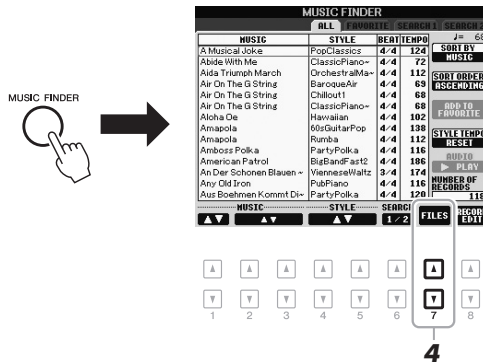 MUSIC FINDER
MUSIC FINDER
ALL FAVORITE SEARCH 1 SEARCH 2
MUSIC STYLE BEAT TEMPO
A Musical Joke PopClassics 4/4 124
Abide With Me ClassicPiano~ 4/4 72
Aida Triumph March OrchestralMa~ 4/4 112
Air On The G String BaroqueAir 4/4 69
Air On The G String Chillout1 4/4 68
Air On The G String ClassicPiano~ 4/4 68
Aloha Oe Hawaiian 4/4 102
Amapola 60sGuitarPop 4/4 138
Amapola Rumba 4/4 112
Amboss Polka PartyPolka 4/4 116
American Patrol BigBandFast2 4/4 186
An Der Schonen Blauen ~ VienneseWaltz 3/4 174
Any Old Iron PubPiano 4/4 116
Aus Boehmen Kommt Di~ PartyPolka 4/4 120
♩= 68
SORT BY
MUSIC
SORT ORDER
ASCENDING
ADD TO
FAVORITE
STYLE TEMPO
RESET
AUDIO
▶ PLAY
NUMBER OF
RECORDS
118
MUSIC STYLE
▲▼ ▲▼ ▲▼ 1/2 FILES
EDIT
1 2 3 4 5 6 7 8
4